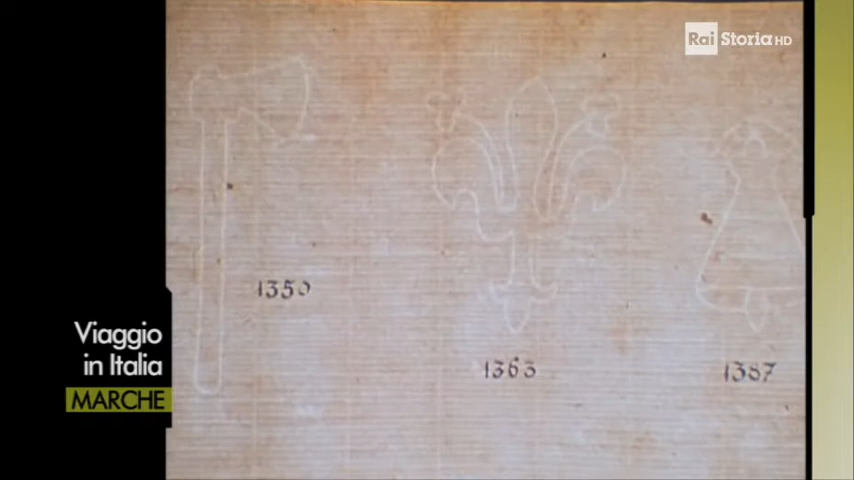 Rai Storia HD
1350
1363
1387
Viaggio
in Italia
MARCHE